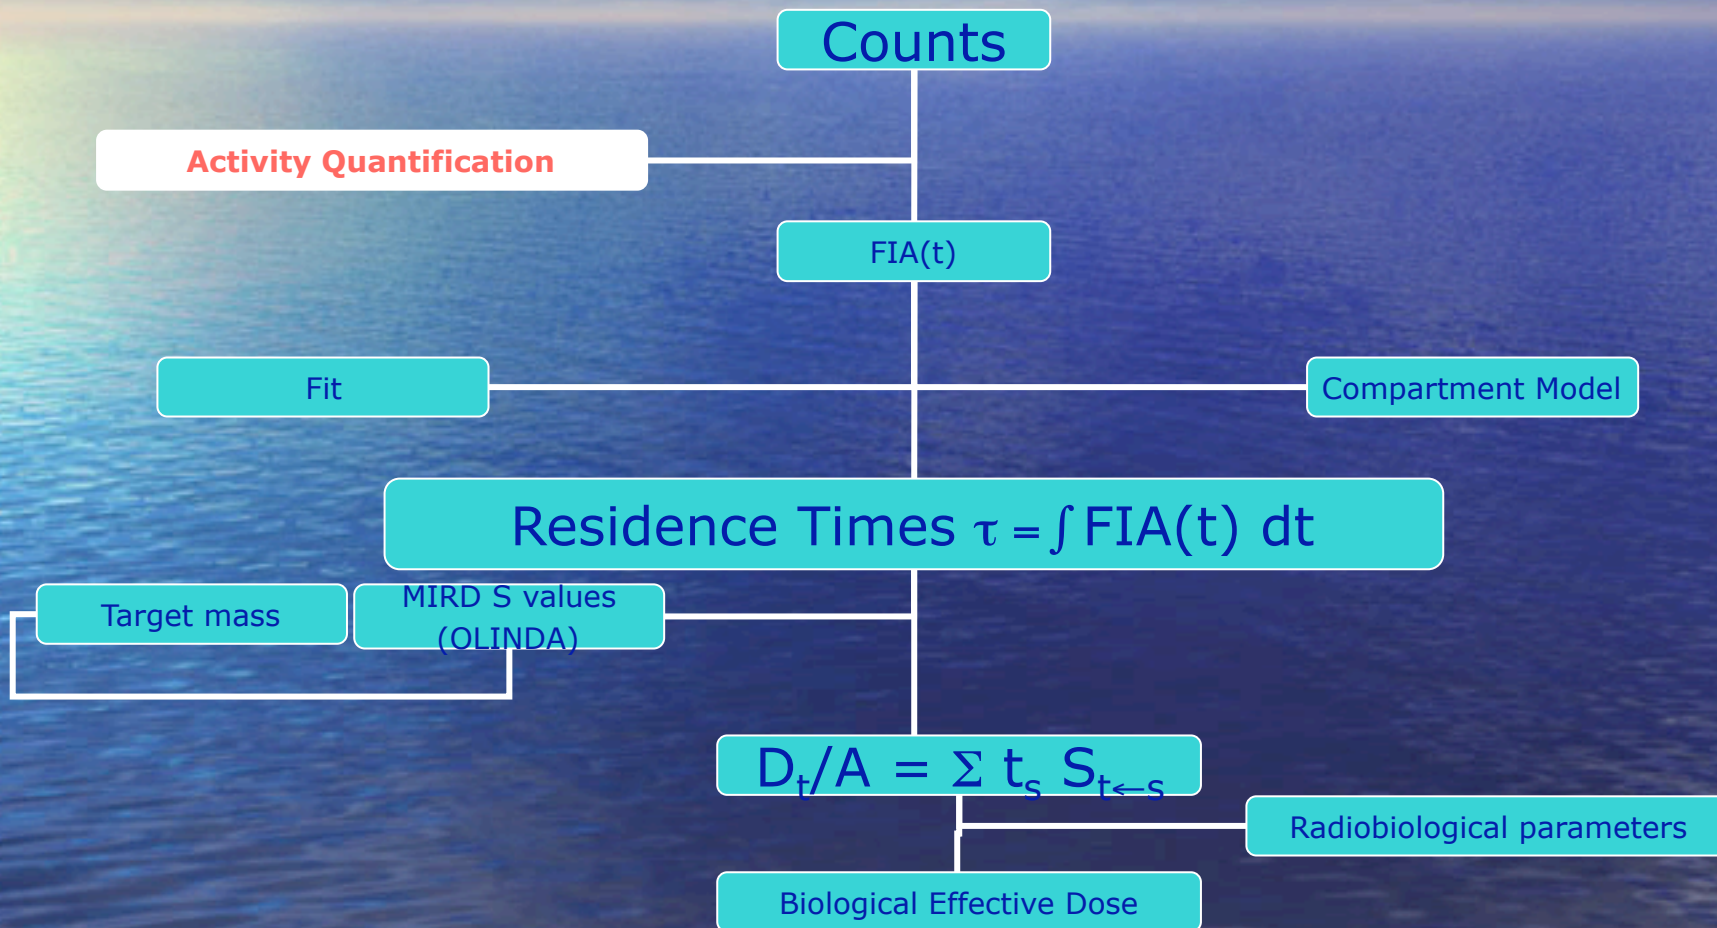 Counts
Activity Quantification
FIA(t)
Fit
Compartment Model
Residence Times τ = ∫ FIA(t) dt
Target mass
MIRD S values
(OLINDA)
Dₜ/A = Σ tₛ Sₜ←ₛ
Radiobiological parameters
Biological Effective Dose